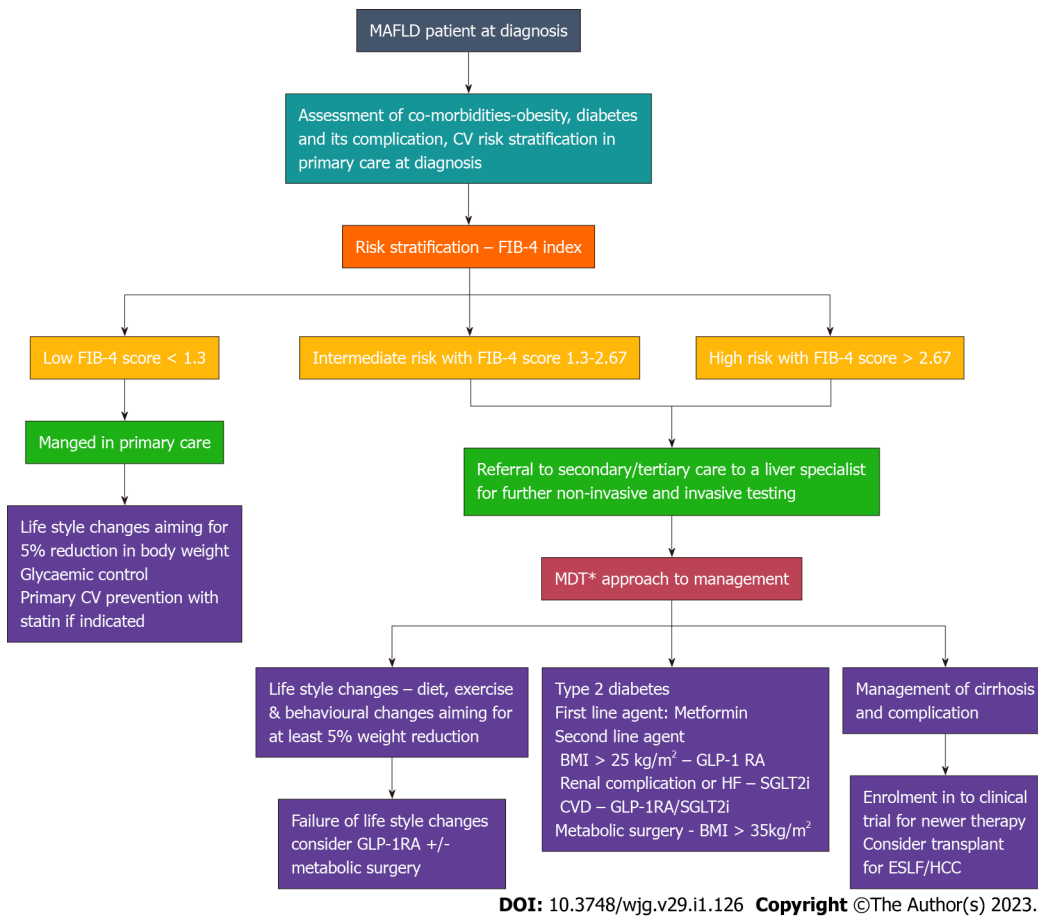 MAFLD patient at diagnosis
Assessment of co-morbidities-obesity, diabetes
and its complication, CV risk stratification in
primary care at diagnosis
Risk stratification – FIB-4 index
Low FIB-4 score < 1.3
Intermediate risk with FIB-4 score 1.3-2.67
High risk with FIB-4 score > 2.67
Manged in primary care
Referral to secondary/tertiary care to a liver specialist
for further non-invasive and invasive testing
Life style changes aiming for
5% reduction in body weight
Glycaemic control
Primary CV prevention with
statin if indicated
MDT* approach to management
Life style changes – diet, exercise
& behavioural changes aiming for
at least 5% weight reduction
Type 2 diabetes
First line agent: Metformin
Second line agent
BMI > 25 kg/m² – GLP-1 RA
Renal complication or HF – SGLT2i
CVD – GLP-1RA/SGLT2i
Metabolic surgery - BMI > 35kg/m²
Management of cirrhosis
and complication
Failure of life style changes
consider GLP-1RA +/-
metabolic surgery
Enrolment in to clinical
trial for newer therapy
Consider transplant
for ESLF/HCC
DOI: 10.3748/wjg.v29.i1.126 Copyright ©The Author(s) 2023.